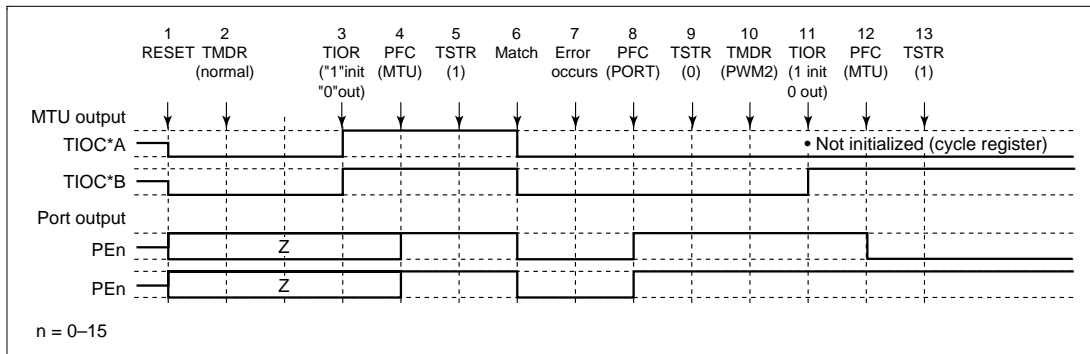 1 2 3 4 5 6 7 8 9 10 11 12 13
RESET TMDR TIOR PFC TSTR Match Error PFC TSTR TMDR TIOR PFC TSTR
(normal) ("1"init (MTU) (1) occurs (PORT) (0) (PWM2) (1 init (MTU) (1)
"0"out) 0 out)
MTU output
TIOC*A • Not initialized (cycle register)
TIOC*B
Port output
PEn Z
PEn Z
n = 0–15